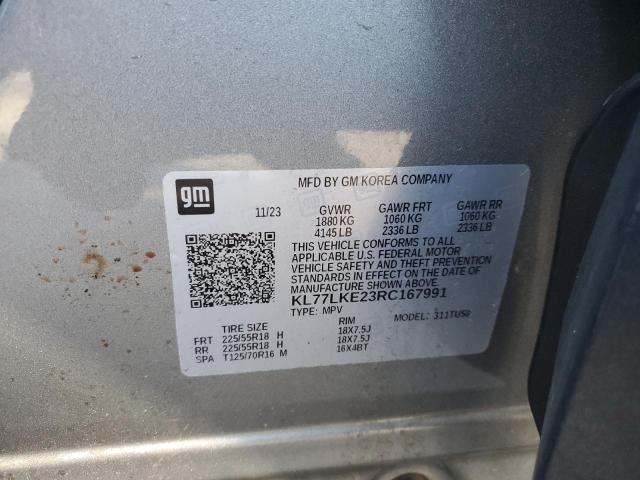 gm
MFD BY GM KOREA COMPANY
11/23 GVWR GAWR FRT GAWR RR
1880 KG 1060 KG 1060 KG
4145 LB 2336 LB 2336 LB
THIS VEHICLE CONFORMS TO ALL
APPLICABLE U.S. FEDERAL MOTOR
VEHICLE SAFETY AND THEFT PREVENTION
STANDARDS IN EFFECT ON THE DATE OF
MANUFACTURE SHOWN ABOVE.
KL77LKE23RC167991
TYPE: MPV MODEL: 311TUS8
TIRE SIZE RIM
FRT 225/55R18 H 18X7.5J
RR 225/55R18 H 18X7.5J
SPA T125/70R16 M 16X4BT